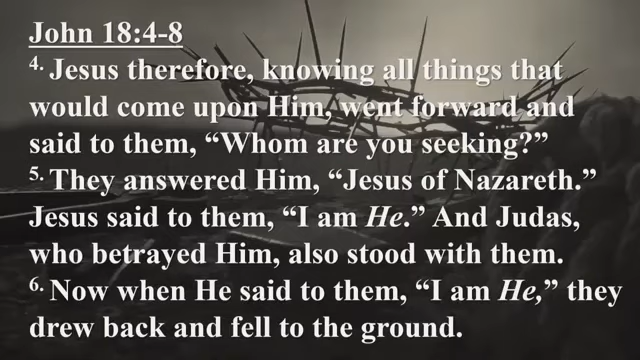 John 18:4-8
4. Jesus therefore, knowing all things that
would come upon Him, went forward and
said to them, “Whom are you seeking?”
5. They answered Him, “Jesus of Nazareth.”
Jesus said to them, “I am He.” And Judas,
who betrayed Him, also stood with them.
6. Now when He said to them, “I am He,” they
drew back and fell to the ground.